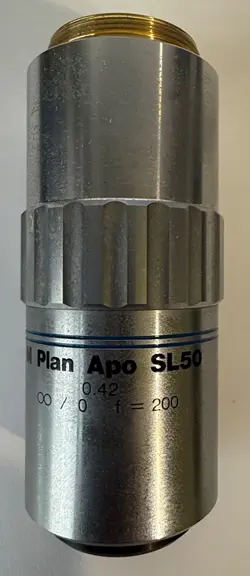 Plan Apo SL50
0.42
∞ / 0 f = 200